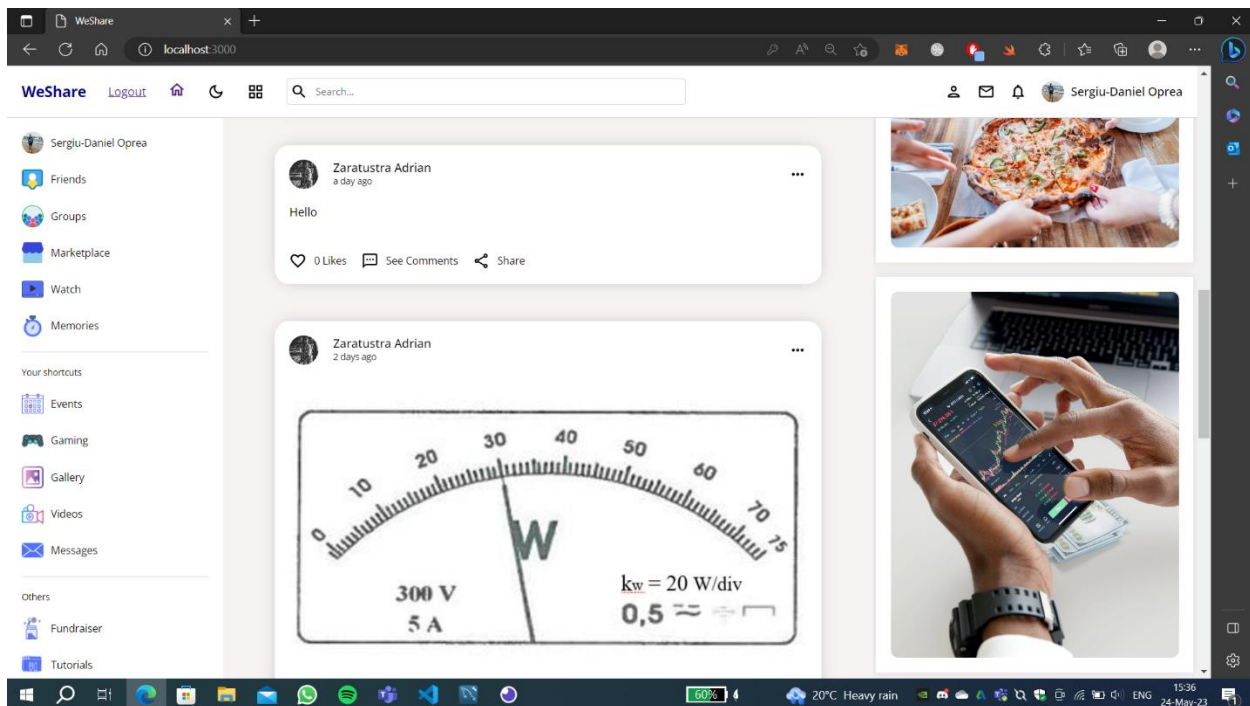 WeShare
localhost:3000
WeShare Logout Search... Sergiu-Daniel Oprea
Sergiu-Daniel Oprea
Friends
Groups
Marketplace
Watch
Memories
Your shortcuts
Events
Gaming
Gallery
Videos
Messages
Others
Fundraiser
Tutorials
Zaratustra Adrian
a day ago
Hello
0 Likes See Comments Share
Zaratustra Adrian
2 days ago
0 10 20 30 40 50 60 70 75
W
300 V
5 A
kw = 20 W/div
0,5
60% 20°C Heavy rain ENG 15:36
24-May-23
1